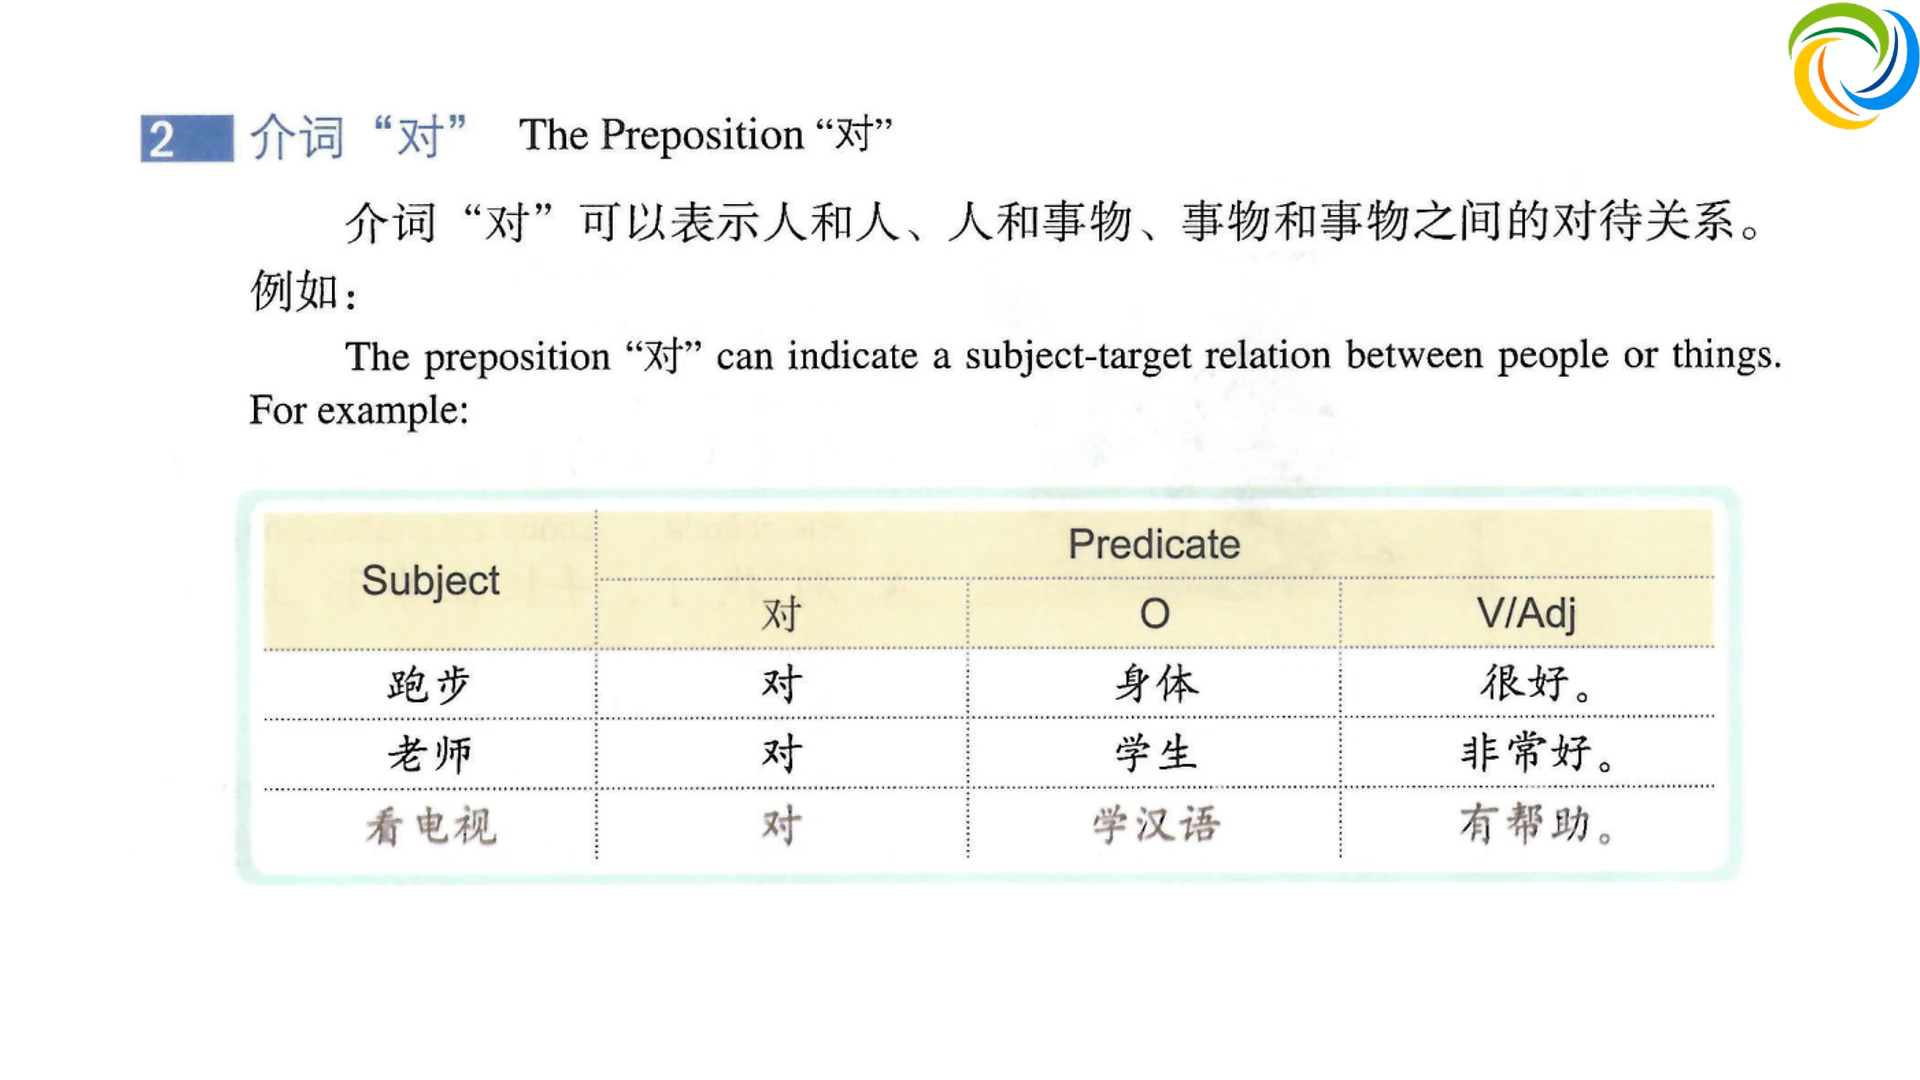 2 介词“对” The Preposition “对”
介词“对”可以表示人和人、人和事物、事物和事物之间的对待关系。
例如：
The preposition “对” can indicate a subject-target relation between people or things.
For example:
Subject Predicate
对 O V/Adj
跑步 对 身体 很好。
老师 对 学生 非常好。
看电视 对 学汉语 有帮助。